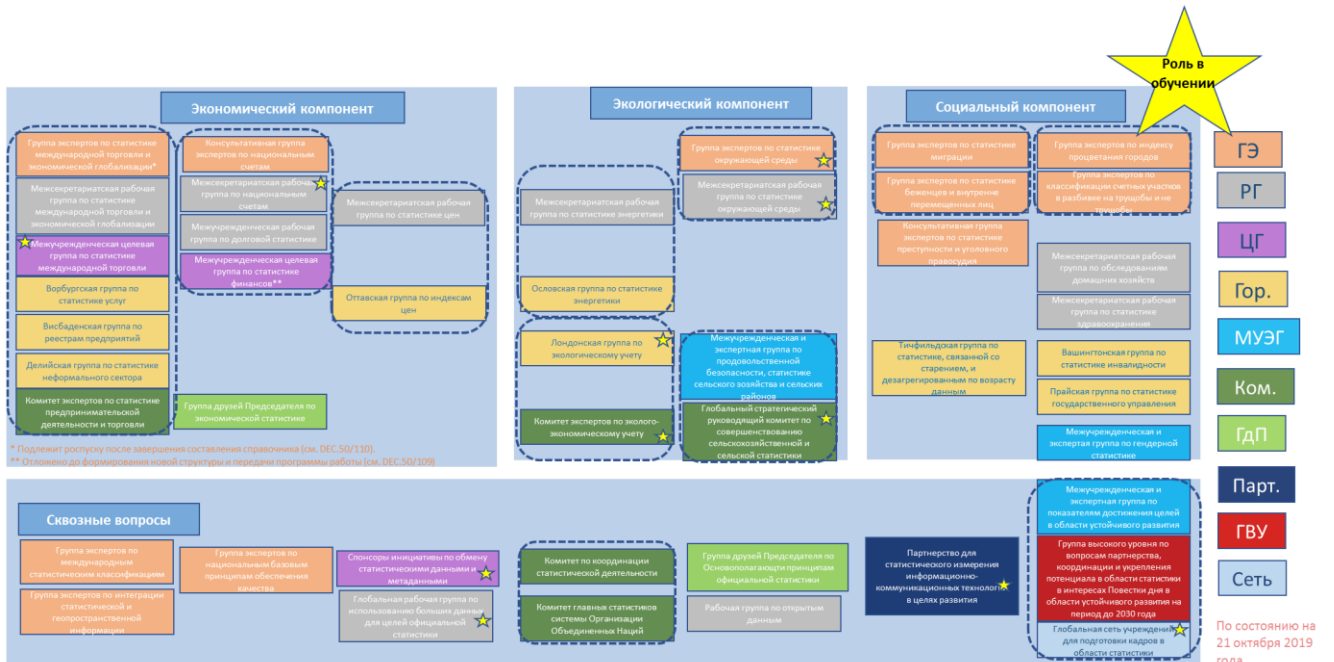 Роль в
обучении
Экономический компонент
Группа экспертов по статистике
международной торговли и
экономической глобализации*
Межсекретариатская рабочая
группа по статистике
международной торговли и
экономической глобализации
Межучрежденческая целевая
группа по статистике
международной торговли
Ворбургская группа по
статистике услуг
Висбаденская группа по
реестрам предприятий
Делийская группа по статистике
неформального сектора
Комитет экспертов по статистике
предпринимательской
деятельности и торговли
Консультативная группа
экспертов по национальным
счетам
Межсекретариатская рабочая
группа по национальным
счетам
Межучрежденческая рабочая
группа по долговой статистике
Межучрежденческая целевая
группа по статистике
финансов**
Группа друзей Председателя по
экономической статистике
Межсекретариатская рабочая
группа по статистике цен
Оттавская группа по индексам
цен
* Подлежит роспуску после завершения составления справочника (см. DEC.50/110).
** Отложено до формирования новой структуры и передачи программы работы (см. DEC.50/109)
Экологический компонент
Межсекретариатская рабочая
группа по статистике энергетики
Ословская группа по статистике
энергетики
Лондонская группа по
экологическому учету
Комитет экспертов по эколого-
экономическому учету
Группа экспертов по статистике
окружающей среды
Межсекретариатская рабочая
группа по статистике
окружающей среды
Межучрежденческая и
экспертная группа по
продовольственной
безопасности, статистике
сельского хозяйства и сельских
районов
Глобальный стратегический
руководящий комитет по
совершенствованию
сельскохозяйственной и
сельской статистики
Социальный компонент
Группа экспертов по статистике
миграции
Группа экспертов по статистике
беженцев и внутренне
перемещенных лиц
Консультативная группа
экспертов по статистике
преступности и уголовного
правосудия
Тичфильдская группа по
статистике, связанной со
старением, и
дезагрегированным по возрасту
данным
Группа экспертов по индексу
процветания городов
Группа экспертов по
классификации счетных участков
в разбивке на трущобы и не
трущобы
Межсекретариатская рабочая
группа по обследованиям
домашних хозяйств
Межсекретариатская рабочая
группа по статистике
здравоохранения
Вашингтонская группа по
статистике инвалидности
Прайская группа по статистике
государственного управления
Межучрежденческая и
экспертая группа по гендерной
статистике
ГЭ
РГ
ЦГ
Гор.
МУЭГ
Ком.
ГдП
Парт.
ГВУ
Сеть
Сквозные вопросы
Группа экспертов по
международным
статистическим классификациям
Группа экспертов по интеграции
статистической и
геопространственной
информации
Группа экспертов по
национальным базовым
принципам обеспечения
качества
Спонсоры инициативы по обмену
статистическими данными и
метаданными
Глобальная рабочая группа по
использованию больших данных
для целей официальной
статистики
Комитет по координации
статистической деятельности
Комитет главных статистиков
системы Организации
Объединенных Наций
Группа друзей Председателя по
Основополагающти принципам
официальной статистики
Рабочая группа по открытым
данным
Партнерство для
статистического измерения
информационно-
коммуникационных технологий
в целях развития
Межучрежденческая и
экспертная группа по
показателям достижения целей
в области устойчивого развития
Группа высокого уровня по
вопросам партнерства,
координации и укрепления
потенциала в области статистики
в интересах Повестки дня в
области устойчивого развития на
период до 2030 года
Глобальная сеть учреждений
для подготовки кадров в
области статистики
По состоянию на
21 октября 2019
года